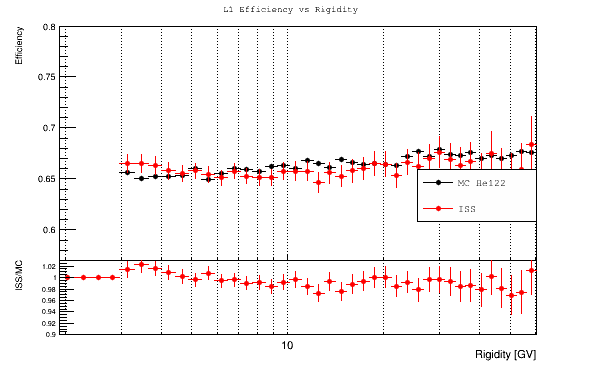 L1 Efficiency vs Rigidity
Efficiency
0.8
0.75
0.7
0.65
0.6
MC He122
ISS
ISS/MC
1.02
1
0.98
0.96
0.94
0.92
0.9
10
Rigidity [GV]